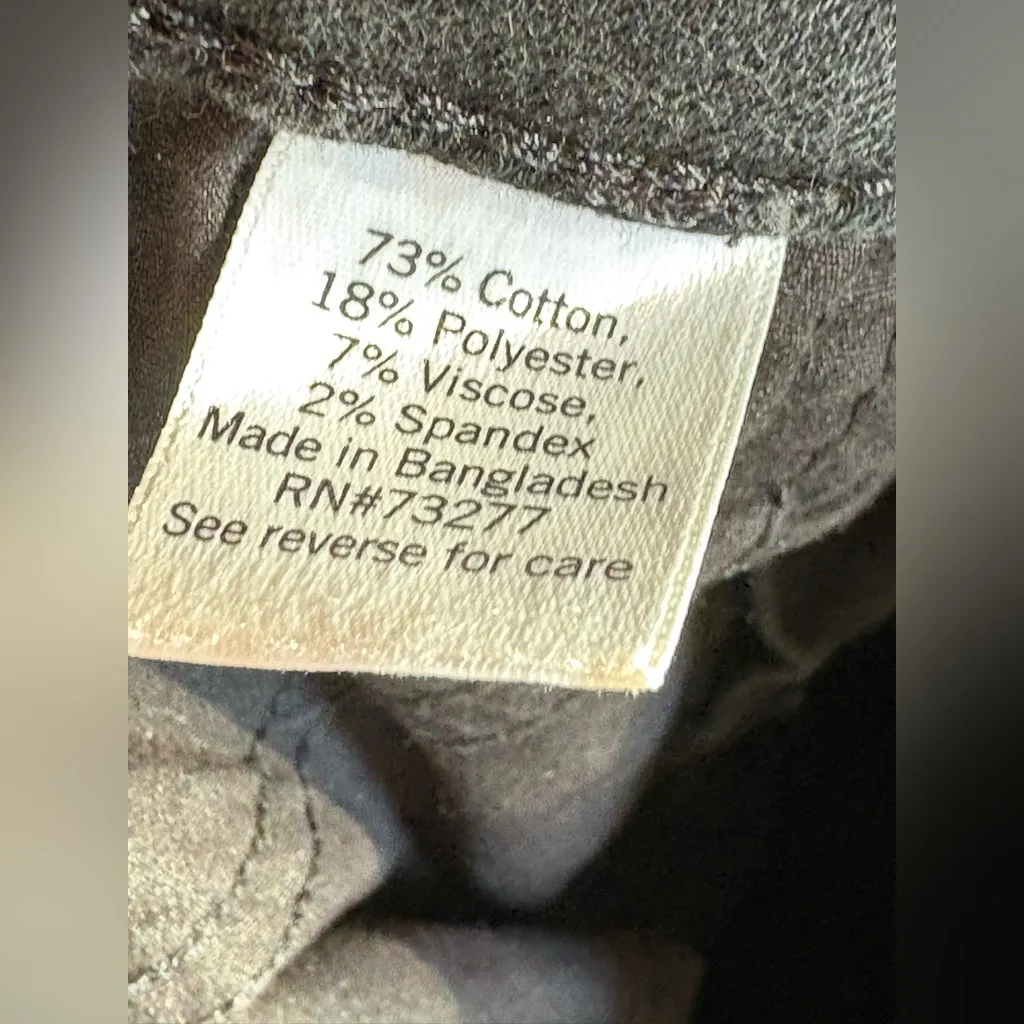 73% Cotton,
18% Polyester,
7% Viscose,
2% Spandex
Made in Bangladesh
RN#73277
See reverse for care